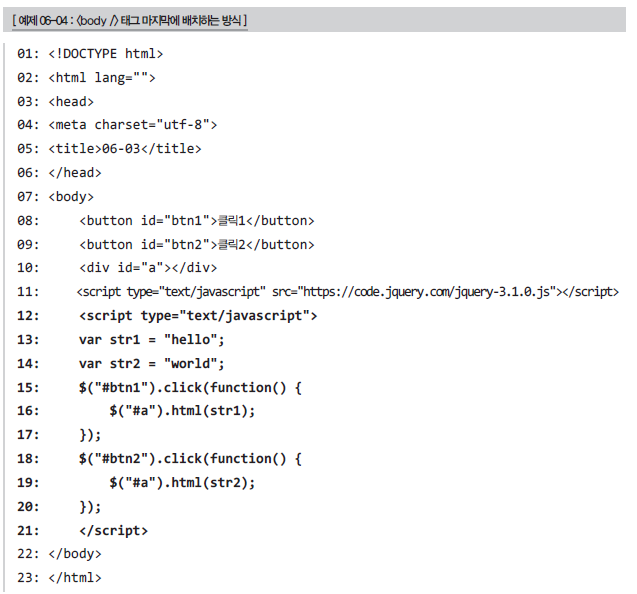 [ 예제 06-04 : <body /> 태그 마지막에 배치하는 방식 ]
01: <!DOCTYPE html>
02: <html lang="">
03: <head>
04: <meta charset="utf-8">
05: <title>06-03</title>
06: </head>
07: <body>
08:     <button id="btn1">클릭1</button>
09:     <button id="btn2">클릭2</button>
10:     <div id="a"></div>
11:     <script type="text/javascript" src="https://code.jquery.com/jquery-3.1.0.js"></script>
12:     <script type="text/javascript">
13:     var str1 = "hello";
14:     var str2 = "world";
15:     $("#btn1").click(function() {
16:         $("#a").html(str1);
17:     });
18:     $("#btn2").click(function() {
19:         $("#a").html(str2);
20:     });
21:     </script>
22: </body>
23: </html>